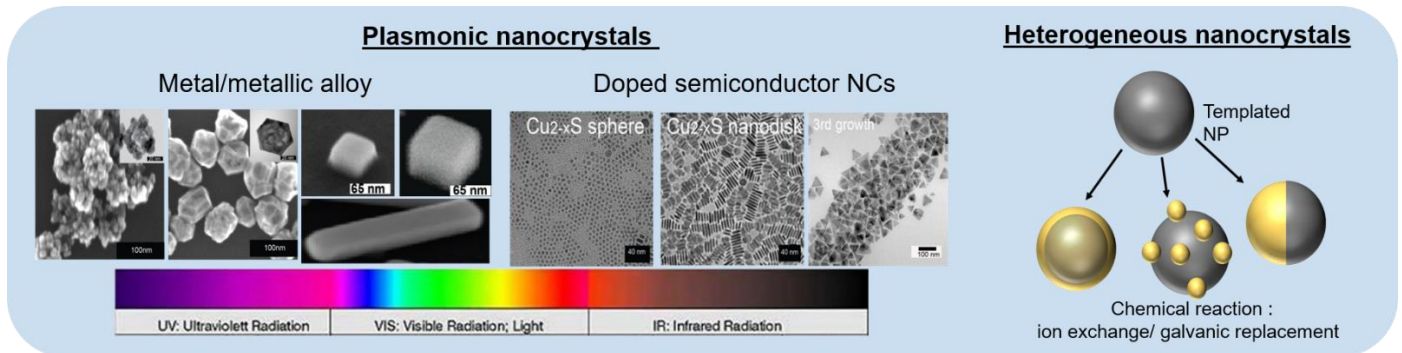 Plasmonic nanocrystals
Heterogeneous nanocrystals
Metal/metallic alloy
Doped semiconductor NCs
Cu2-xS sphere
Cu2-xS nanodisk
3rd growth
100nm
100nm
65 nm
65 nm
40 nm
40 nm
100 nm
UV: Ultraviolett Radiation
VIS: Visible Radiation; Light
IR: Infrared Radiation
Templated
NP
Chemical reaction :
ion exchange/ galvanic replacement